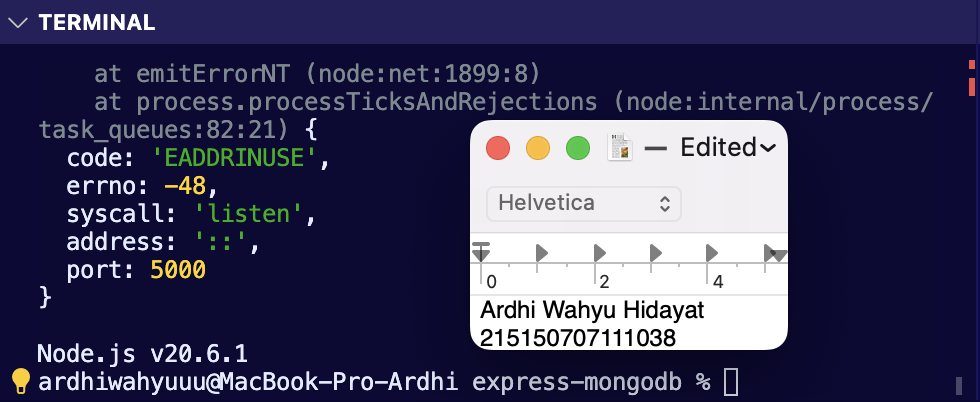 TERMINAL
at emitErrorNT (node:net:1899:8)
at process.processTicksAndRejections (node:internal/process/
task_queues:82:21) {
code: 'EADDRINUSE',
errno: -48,
syscall: 'listen',
address: '::',
port: 5000
}
Node.js v20.6.1
ardhiwahyuuu@MacBook-Pro-Ardhi express-mongodb %
— Edited
Helvetica
0 2 4
Ardhi Wahyu Hidayat
215150707111038